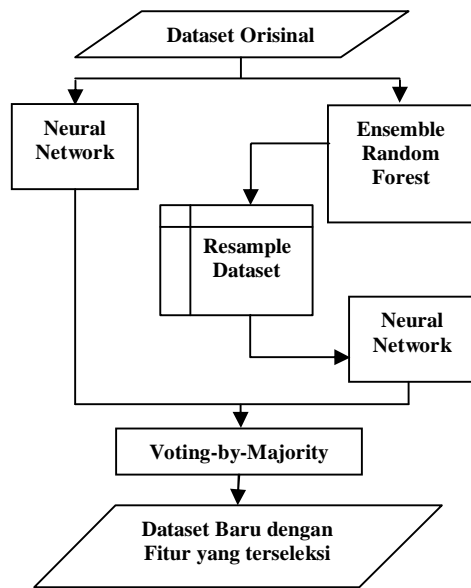 Dataset Orisinal
Neural
Network
Ensemble
Random
Forest
Resample
Dataset
Neural
Network
Voting-by-Majority
Dataset Baru dengan
Fitur yang terseleksi